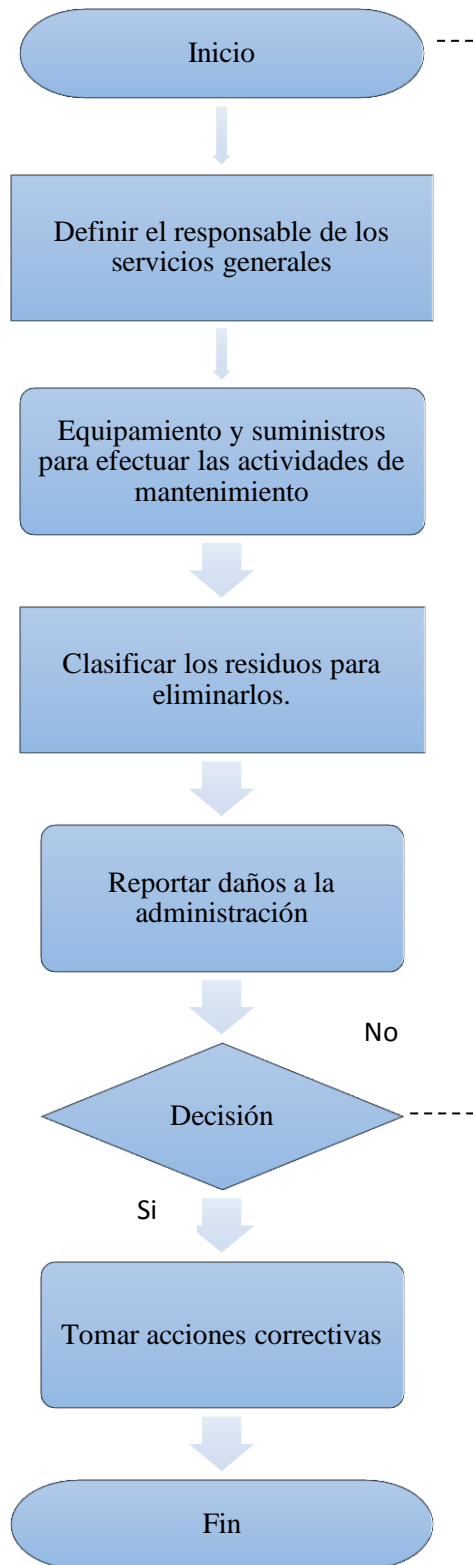 Inicio
Definir el responsable de los
servicios generales
Equipamiento y suministros
para efectuar las actividades de
mantenimiento
Clasificar los residuos para
eliminarlos.
Reportar daños a la
administración
No
Decisión
Si
Tomar acciones correctivas
Fin